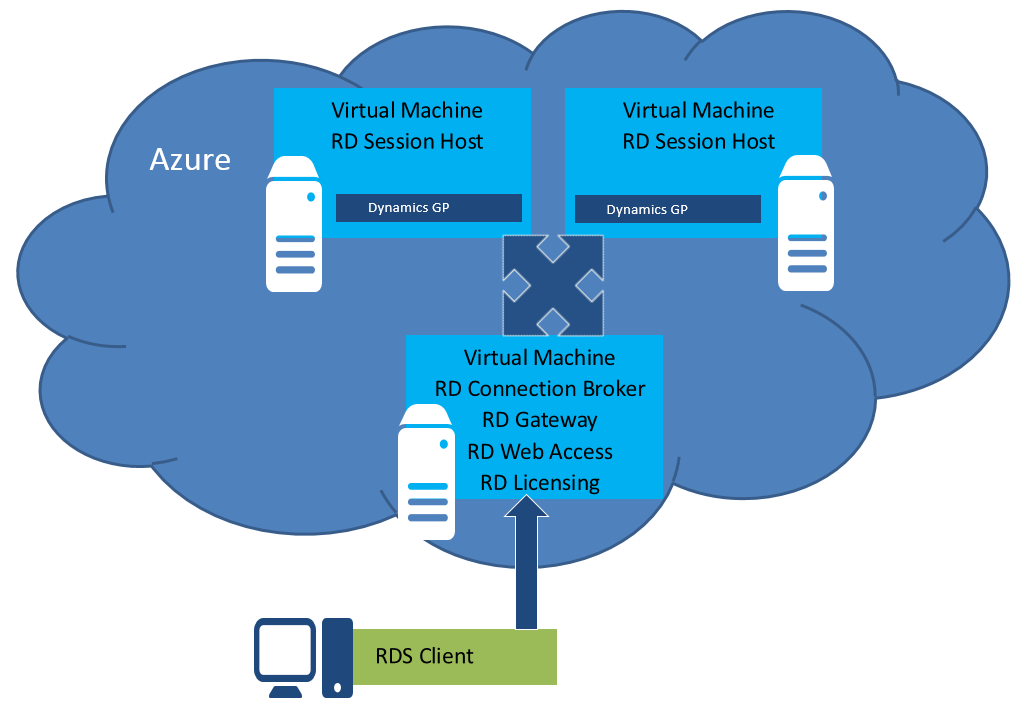 Azure
Virtual Machine
RD Session Host
Dynamics GP
Virtual Machine
RD Session Host
Dynamics GP
Virtual Machine
RD Connection Broker
RD Gateway
RD Web Access
RD Licensing
RDS Client